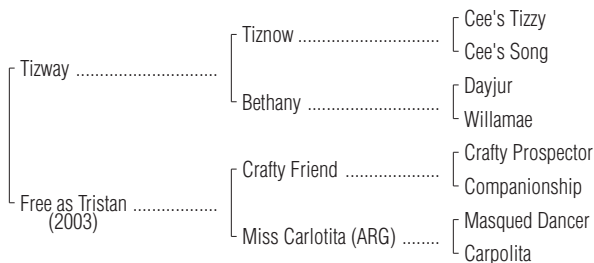 Cee's Tizzy
Tiznow ........................................
Cee's Song
Tizway ........................................
Dayjur
Bethany ........................................
Willamae
Crafty Prospector
Crafty Friend ........................
Companionship
Free as Tristan ........................
(2003)
Masqued Dancer
Miss Carlotita (ARG) .........
Carpolita